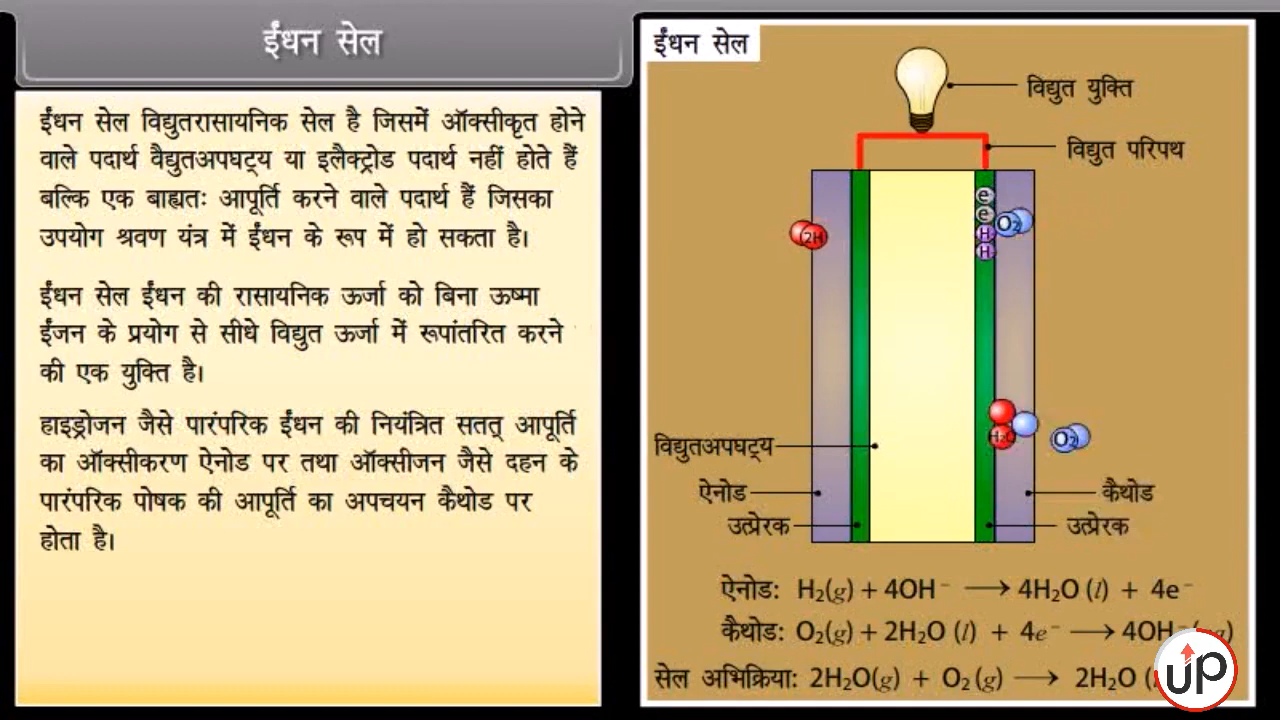 ईंधन सेल
ईंधन सेल विद्युतरासायनिक सेल है जिसमें ऑक्सीकृत होने
वाले पदार्थ वैद्युतअपघट्य या इलैक्ट्रोड पदार्थ नहीं होते हैं
बल्कि एक बाह्यतः आपूर्ति करने वाले पदार्थ हैं जिसका
उपयोग श्रवण यंत्र में ईंधन के रूप में हो सकता है।
ईंधन सेल ईंधन की रासायनिक ऊर्जा को बिना ऊष्मा
ईंजन के प्रयोग से सीधे विद्युत ऊर्जा में रूपांतरित करने
की एक युक्ति है।
हाइड्रोजन जैसे पारंपरिक ईंधन की नियंत्रित सतत् आपूर्ति
का ऑक्सीकरण ऐनोड पर तथा ऑक्सीजन जैसे दहन के
पारंपरिक पोषक की आपूर्ति का अपचयन कैथोड पर
होता है।
ईंधन सेल
विद्युत युक्ति
विद्युत परिपथ
e
e
H
H
O₂
2H
H₂O
O₂
विद्युतअपघट्य
ऐनोड
कैथोड
उत्प्रेरक
उत्प्रेरक
ऐनोड: H₂(g) + 4OH⁻ ⟶ 4H₂O (l) + 4e⁻
कैथोड: O₂(g) + 2H₂O (l) + 4e⁻ ⟶ 4OH⁻
सेल अभिक्रिया: 2H₂O(g) + O₂(g) ⟶ 2H₂O
UP